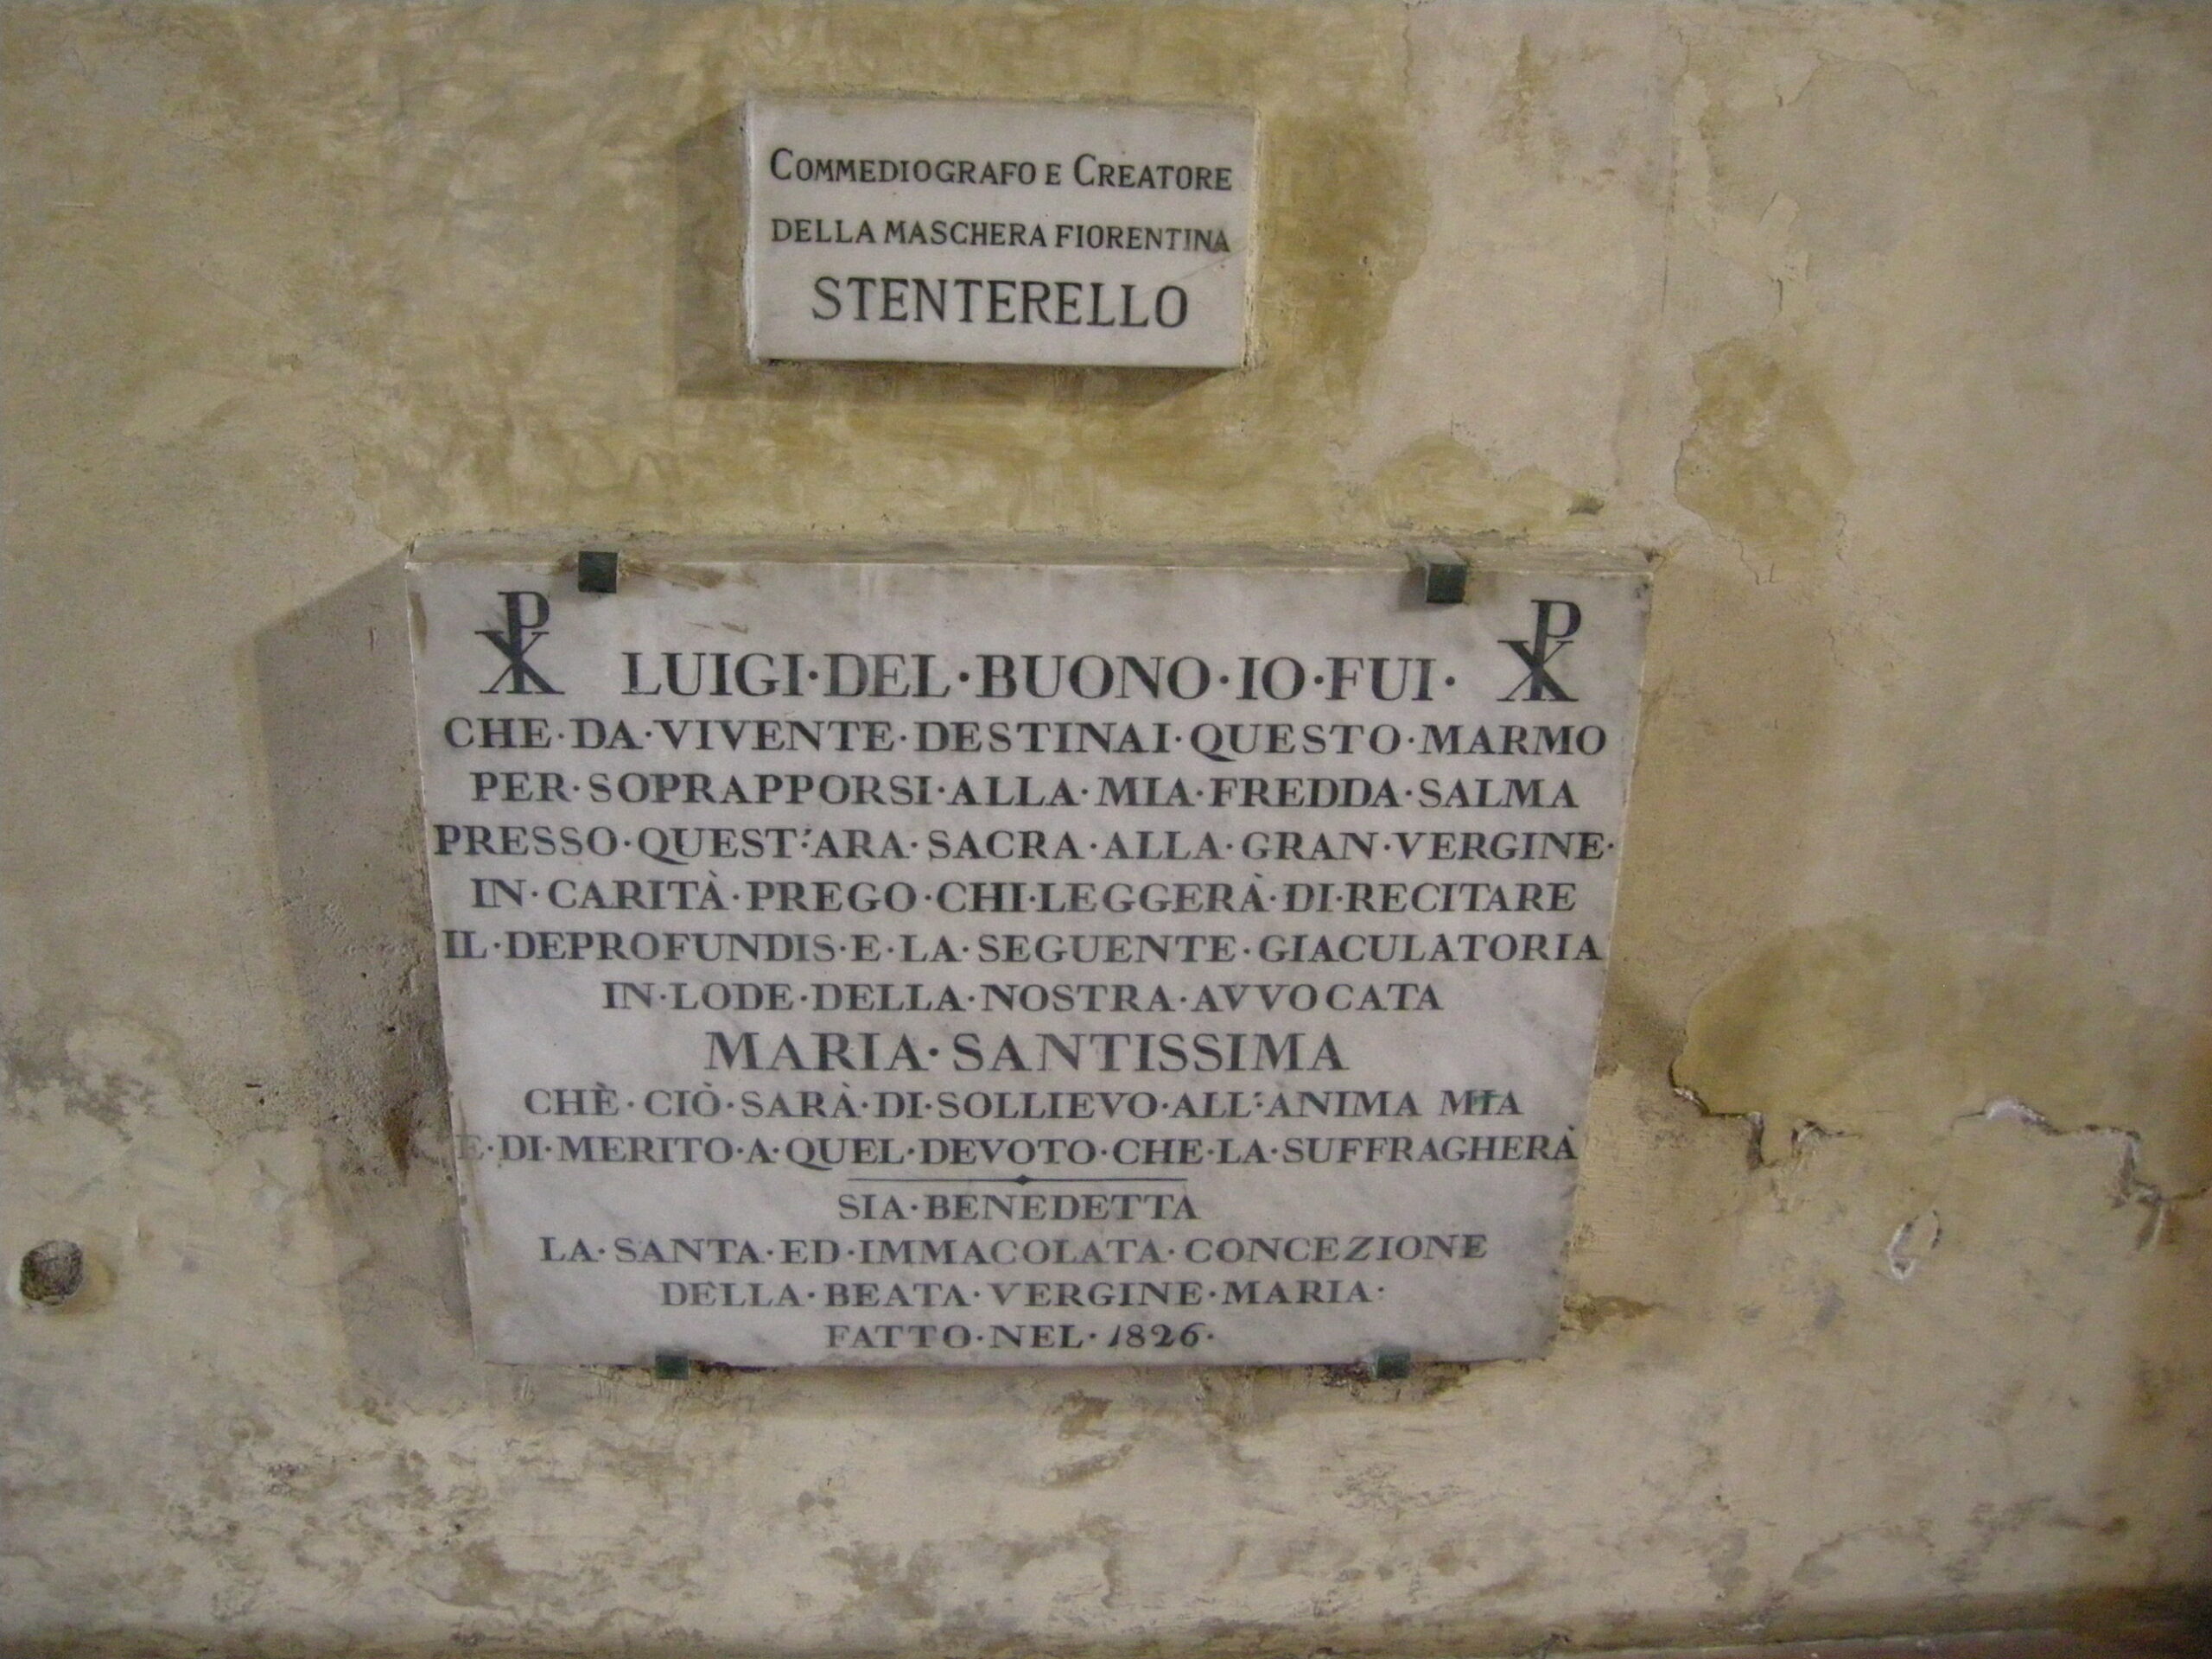 COMMEDIOGRAFO E CREATORE
DELLA MASCHERA FIORENTINA
STENTERELLO
☧ LUIGI·DEL·BUONO·IO·FUI· ☧
CHE·DA·VIVENTE·DESTINAI·QUESTO·MARMO
PER·SOPRAPPORSI·ALLA·MIA·FREDDA·SALMA
PRESSO·QUEST'·ARA·SACRA·ALLA·GRAN·VERGINE·
IN·CARITÀ·PREGO·CHI·LEGGERÀ·DI·RECITARE
IL·DEPROFUNDIS·E·LA·SEGUENTE·GIACULATORIA
IN·LODE·DELLA·NOSTRA·AVVOCATA
MARIA·SANTISSIMA
CHÈ·CIÒ·SARÀ·DI·SOLLIEVO·ALL'·ANIMA MIA
E·DI·MERITO·A·QUEL·DEVOTO·CHE·LA·SUFFRAGHERÀ
SIA·BENEDETTA
LA·SANTA·ED·IMMACOLATA·CONCEZIONE
DELLA·BEATA·VERGINE·MARIA·
FATTO·NEL·1826·